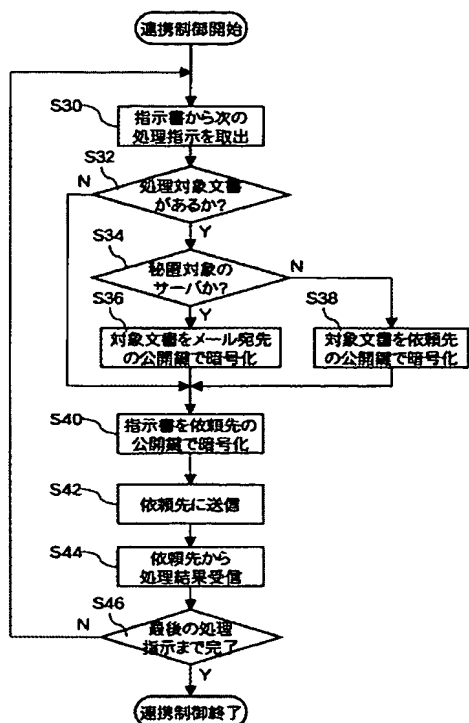 連携制御開始
S30
指示書から次の
処理指示を取出
S32
N
処理対象文書
があるか?
Y
S34
秘匿対象の
サーバか?
N
Y
S36
対象文書をメール宛先
の公開鍵で暗号化
S38
対象文書を依頼先
の公開鍵で暗号化
S40
指示書を依頼先の
公開鍵で暗号化
S42
依頼先に送信
S44
依頼先から
処理結果受信
S46
N
最後の処理
指示まで完了
Y
連携制御終了